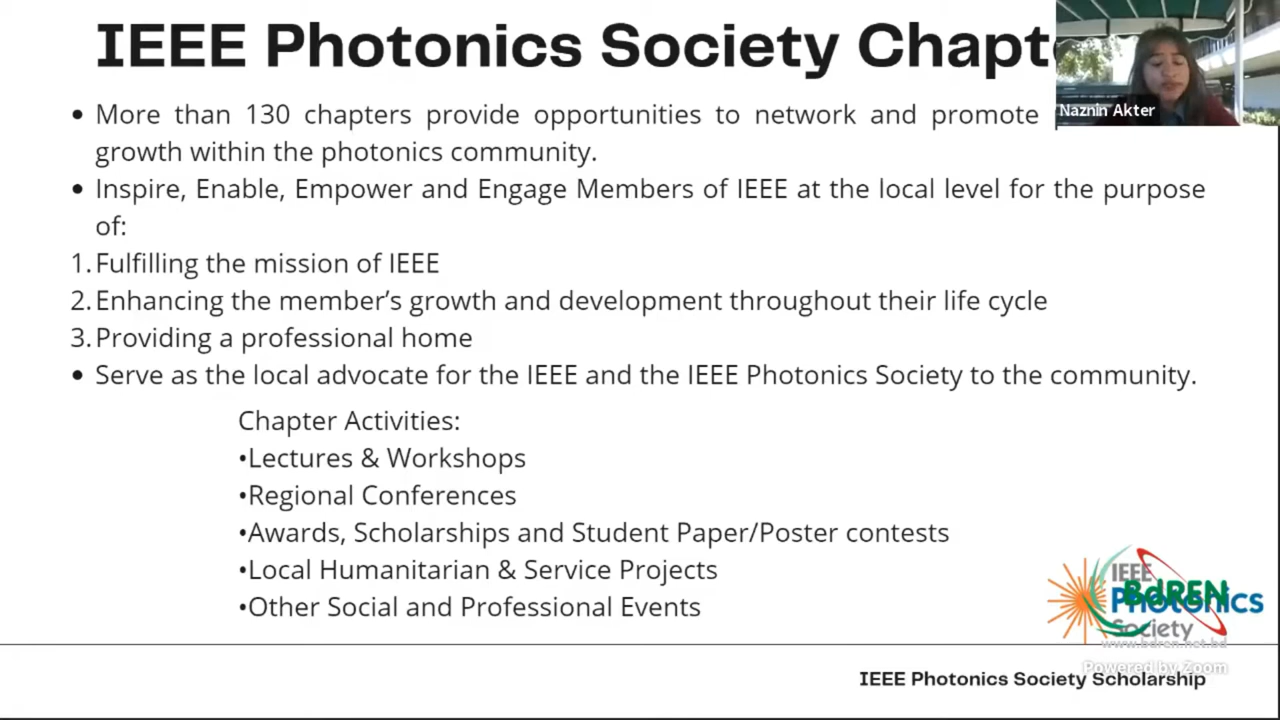 IEEE Photonics Society Chapt
• More than 130 chapters provide opportunities to network and promote
growth within the photonics community.
• Inspire, Enable, Empower and Engage Members of IEEE at the local level for the purpose
of:
1. Fulfilling the mission of IEEE
2. Enhancing the member’s growth and development throughout their life cycle
3. Providing a professional home
• Serve as the local advocate for the IEEE and the IEEE Photonics Society to the community.
Chapter Activities:
•Lectures & Workshops
•Regional Conferences
•Awards, Scholarships and Student Paper/Poster contests
•Local Humanitarian & Service Projects
•Other Social and Professional Events
Naznin Akter
IEEE
Photonics
Society
BdREN
www.bdren.net.bd
Powered by Zoom
IEEE Photonics Society Scholarship